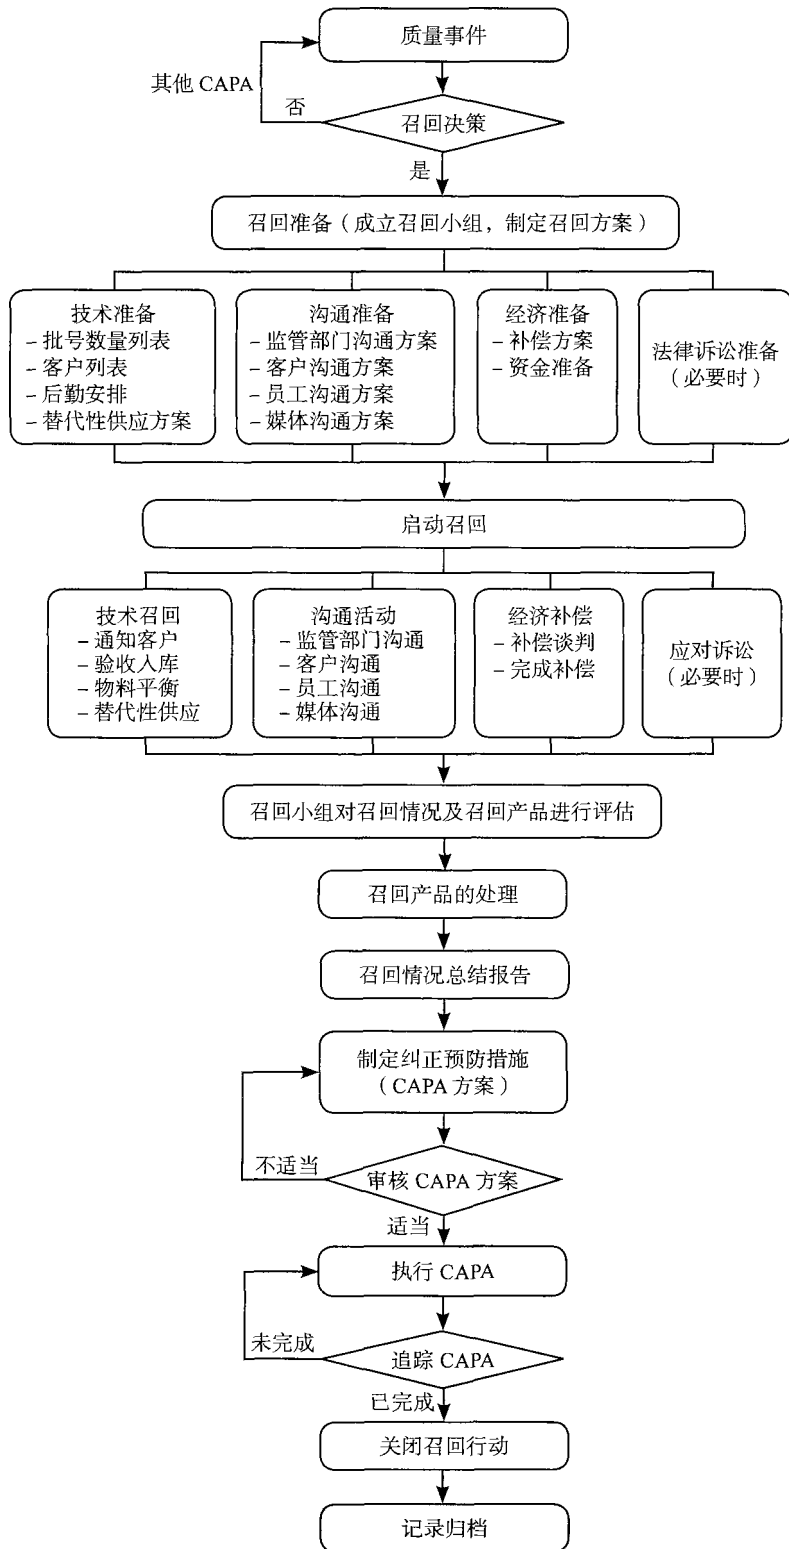 质量事件
其他 CAPA
否
召回决策
是
召回准备（成立召回小组，制定召回方案）
技术准备
– 批号数量列表
– 客户列表
– 后勤安排
– 替代性供应方案
沟通准备
– 监管部门沟通方案
– 客户沟通方案
– 员工沟通方案
– 媒体沟通方案
经济准备
– 补偿方案
– 资金准备
法律诉讼准备
（必要时）
启动召回
技术召回
– 通知客户
– 验收入库
– 物料平衡
– 替代性供应
沟通活动
– 监管部门沟通
– 客户沟通
– 员工沟通
– 媒体沟通
经济补偿
– 补偿谈判
– 完成补偿
应对诉讼
（必要时）
召回小组对召回情况及召回产品进行评估
召回产品的处理
召回情况总结报告
制定纠正预防措施
（CAPA 方案）
不适当
审核 CAPA 方案
适当
执行 CAPA
未完成
追踪 CAPA
已完成
关闭召回行动
记录归档